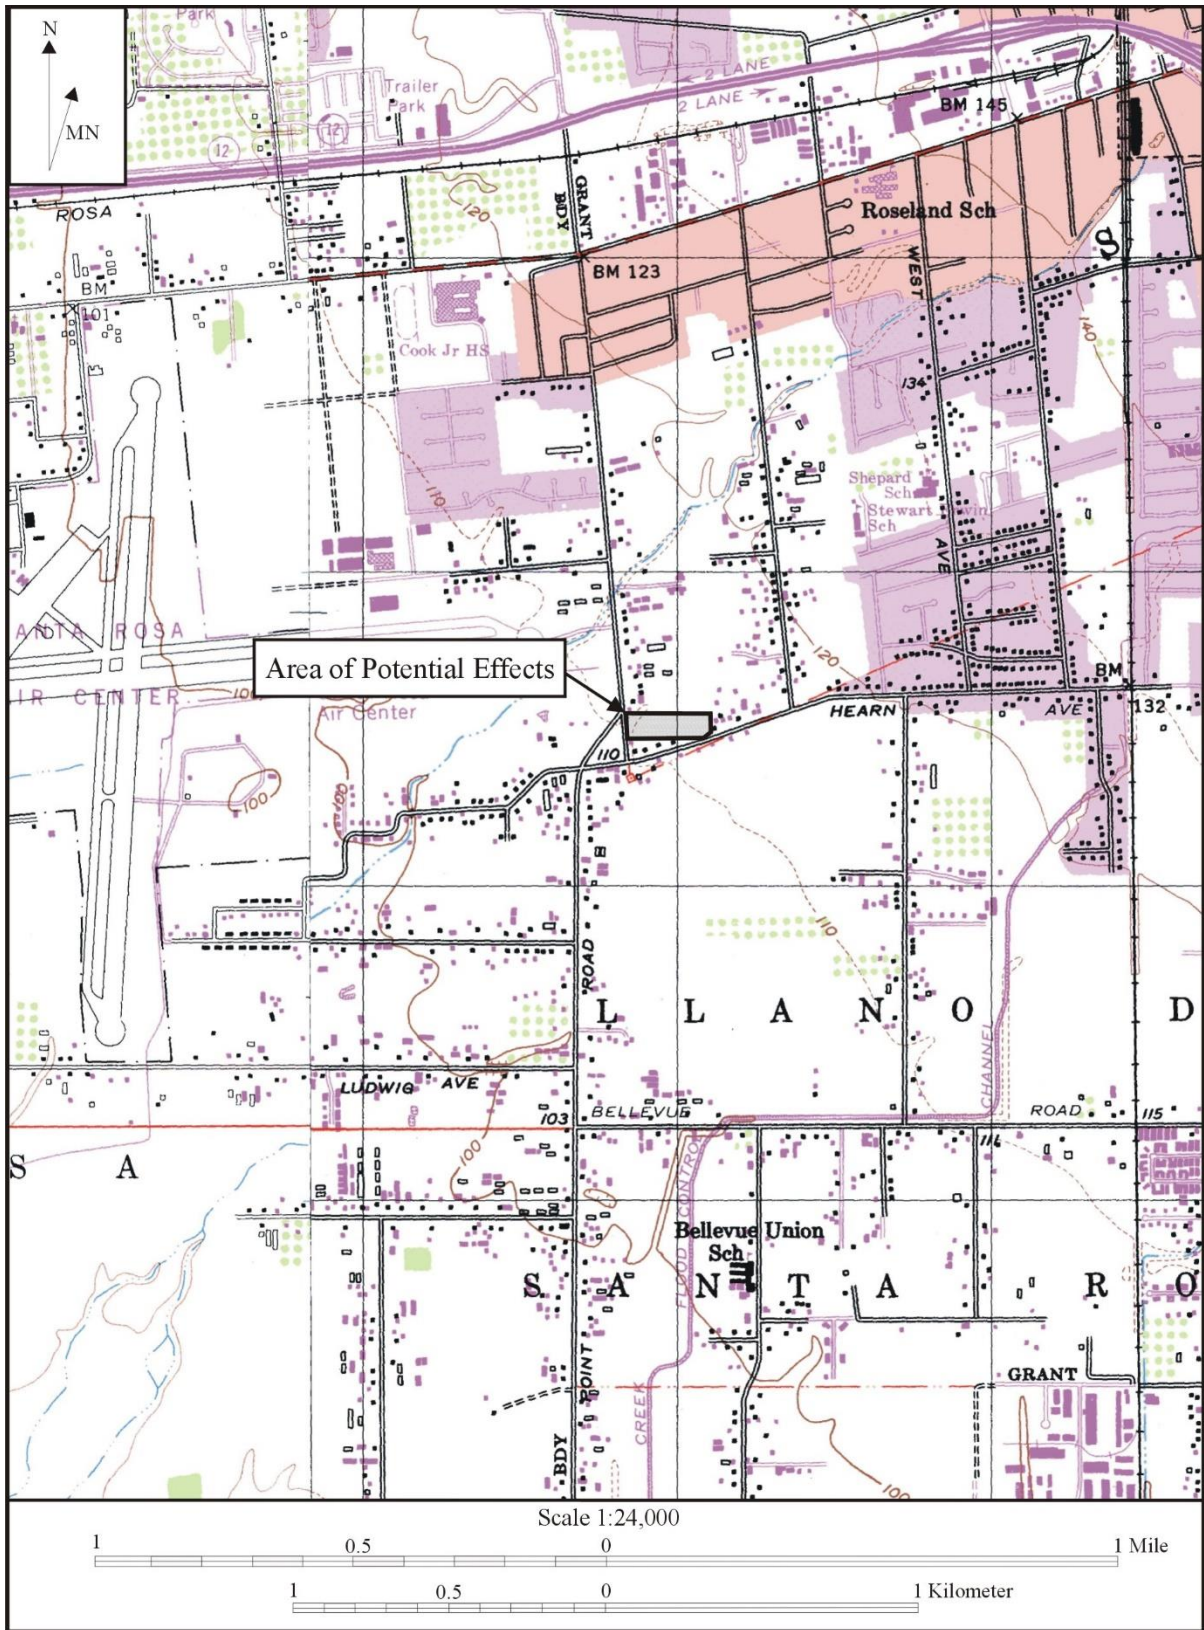 Park
N
MN
Trailer
Park
12
12
2 LANE
2 LANE
BM 145
ROSA
120
GRANT
BDY
Roseland Sch
BM 123
WEST
BM
101
Cook Jr HS
140
134
110
Shepard
Sch
Stewart
Sch
AVE
ANTA ROSA
Area of Potential Effects
100
120
BM
IR CENTER
Air Center
HEARN
AVE
132
110
100
100
110
ROAD
L L A N O D
CHANNEL
LUDWIG AVE
103
BELLEVUE
ROAD
115
114
S A
100
FLOOD CONTROL
Bellevue Union
Sch
S A N T A R O
POINT
GRANT
CREEK
BDY
100
Scale 1:24,000
1 0.5 0 1 Mile
1 0.5 0 1 Kilometer